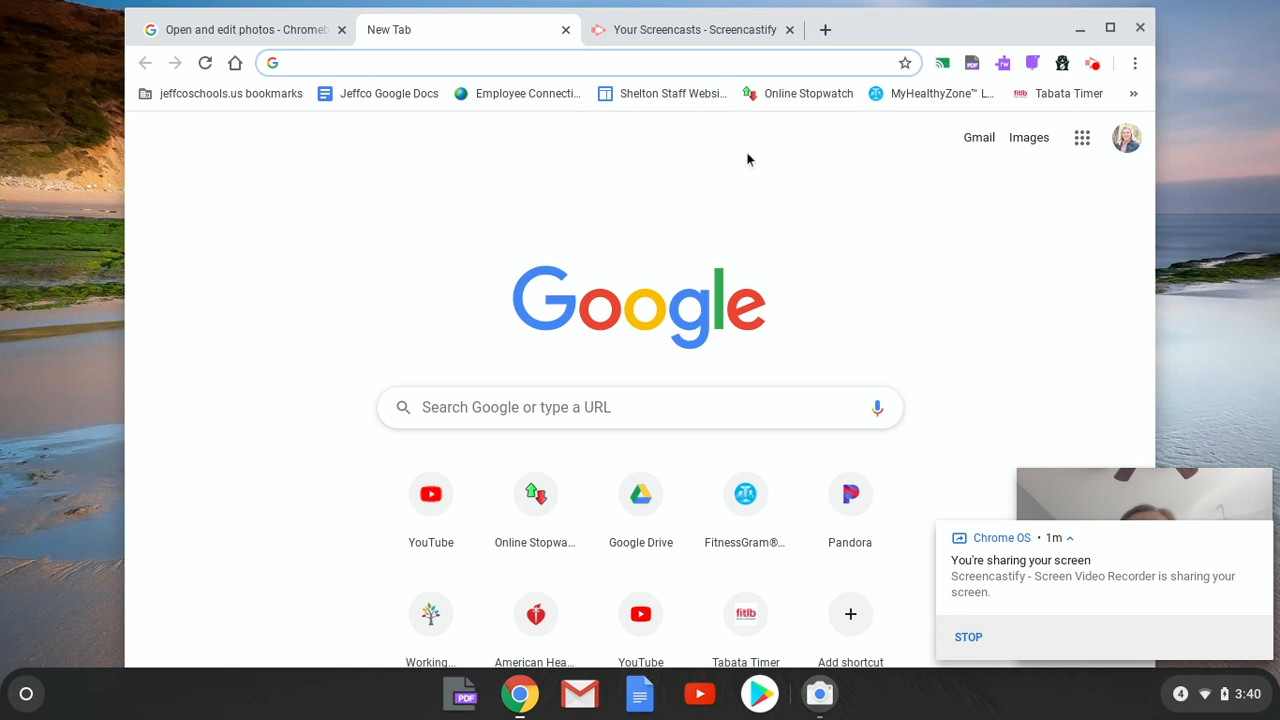 Open and edit photos - Chromeb
New Tab
Your Screencasts - Screencastify
jeffcoschools.us bookmarks
Jeffco Google Docs
Employee Connecti...
Shelton Staff Websi...
Online Stopwatch
MyHealthyZone™ L...
fitlb
Tabata Timer
»
Gmail
Images
Google
Search Google or type a URL
YouTube
Online Stopwa...
Google Drive
FitnessGram®...
Pandora
Working...
American Hea...
YouTube
fitlb
Tabata Timer
Add shortcut
Chrome OS • 1m
You're sharing your screen
Screencastify - Screen Video Recorder is sharing your
screen.
STOP
PDF
4
3:40